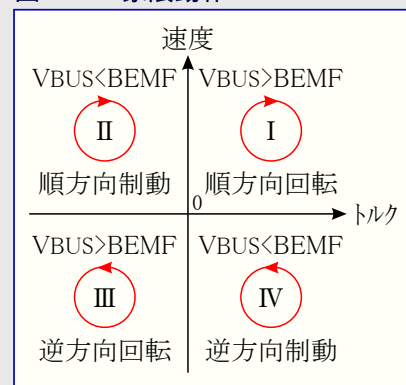 速度
VBUS<BEMF VBUS>BEMF
II I
順方向制動 順方向回転
0
トルク
VBUS>BEMF VBUS<BEMF
III IV
逆方向回転 逆方向制動